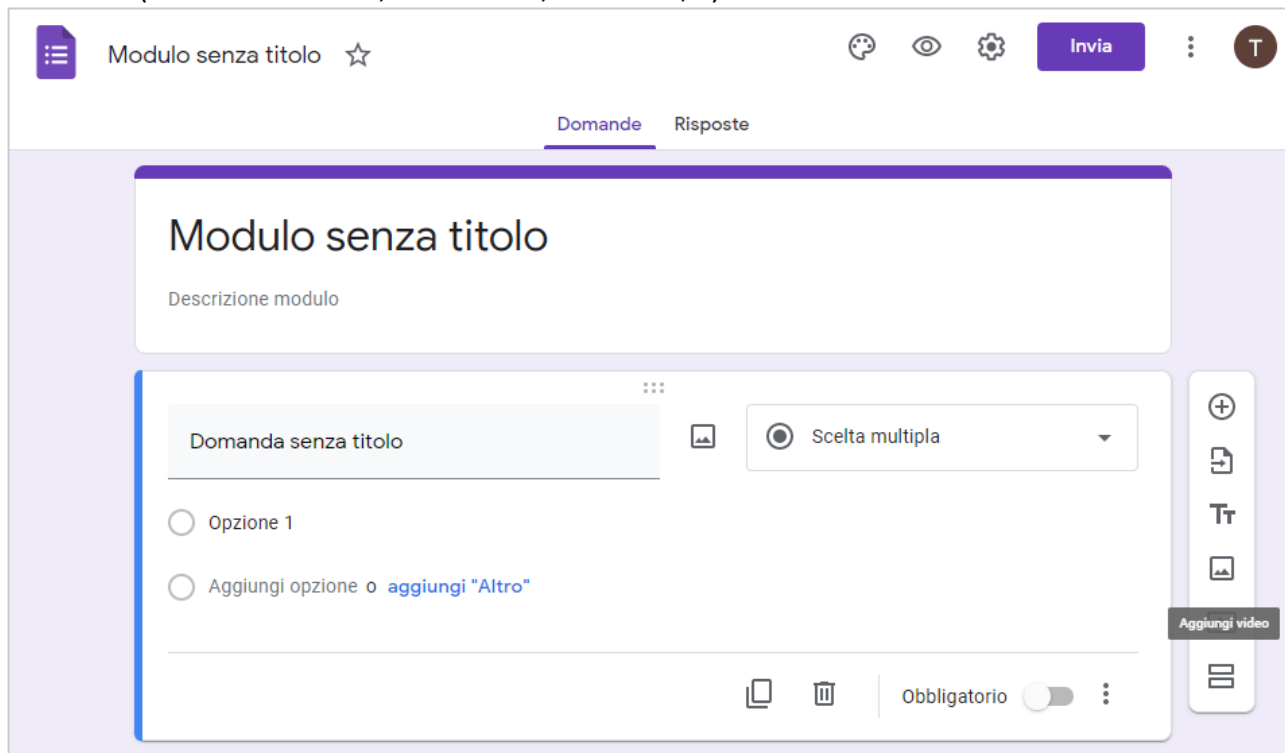 Modulo senza titolo
Invia
T
Domande Risposte
Modulo senza titolo
Descrizione modulo
Domanda senza titolo
Scelta multipla
Opzione 1
Aggiungi opzione o aggiungi "Altro"
Aggiungi video
Obbligatorio